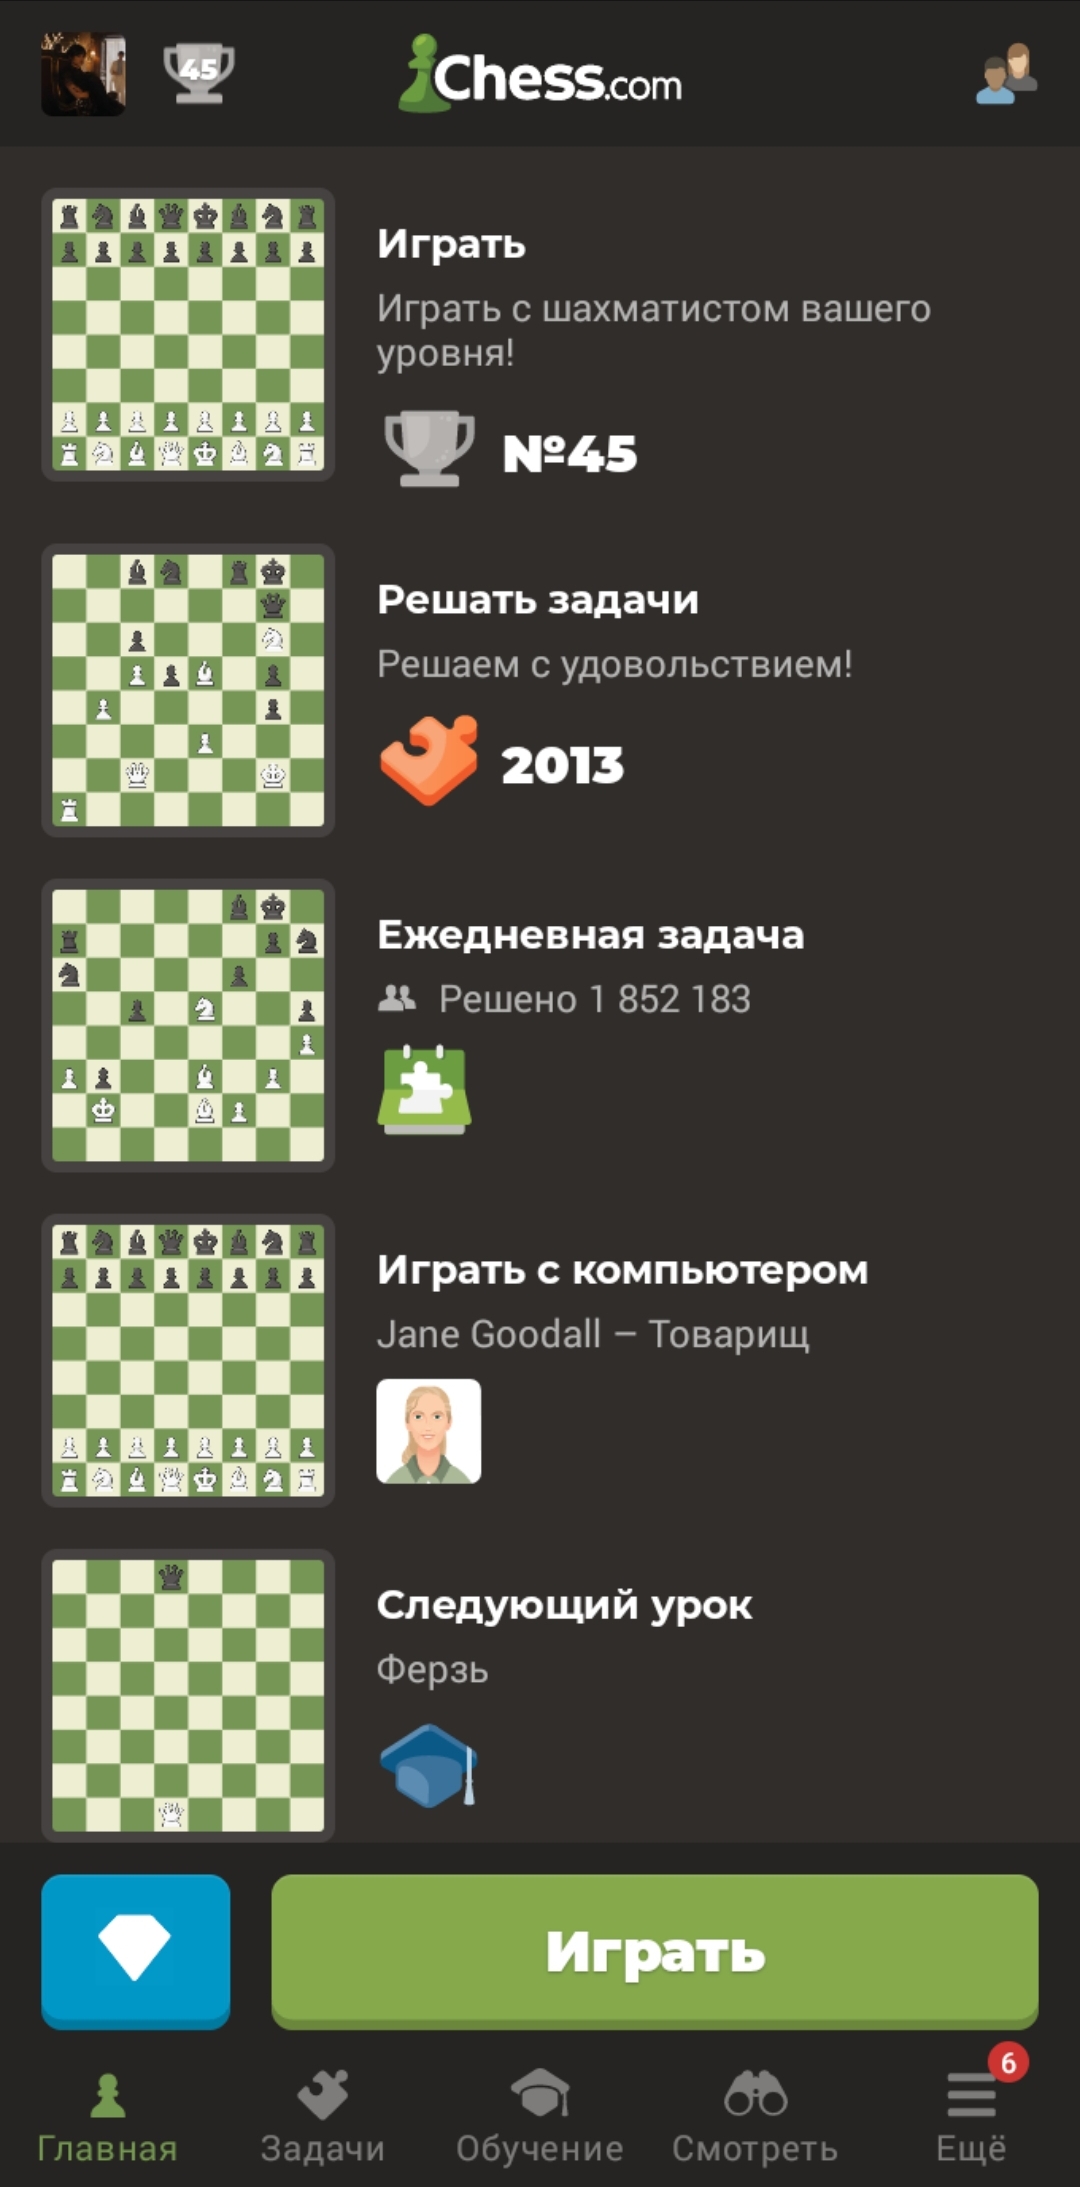 45
Chess.com
Играть
Играть с шахматистом вашего
уровня!
№45
Решать задачи
Решаем с удовольствием!
2013
Ежедневная задача
Решено 1 852 183
Играть с компьютером
Jane Goodall – Товарищ
Следующий урок
Ферзь
Играть
6
Главная
Задачи
Обучение
Смотреть
Ещё